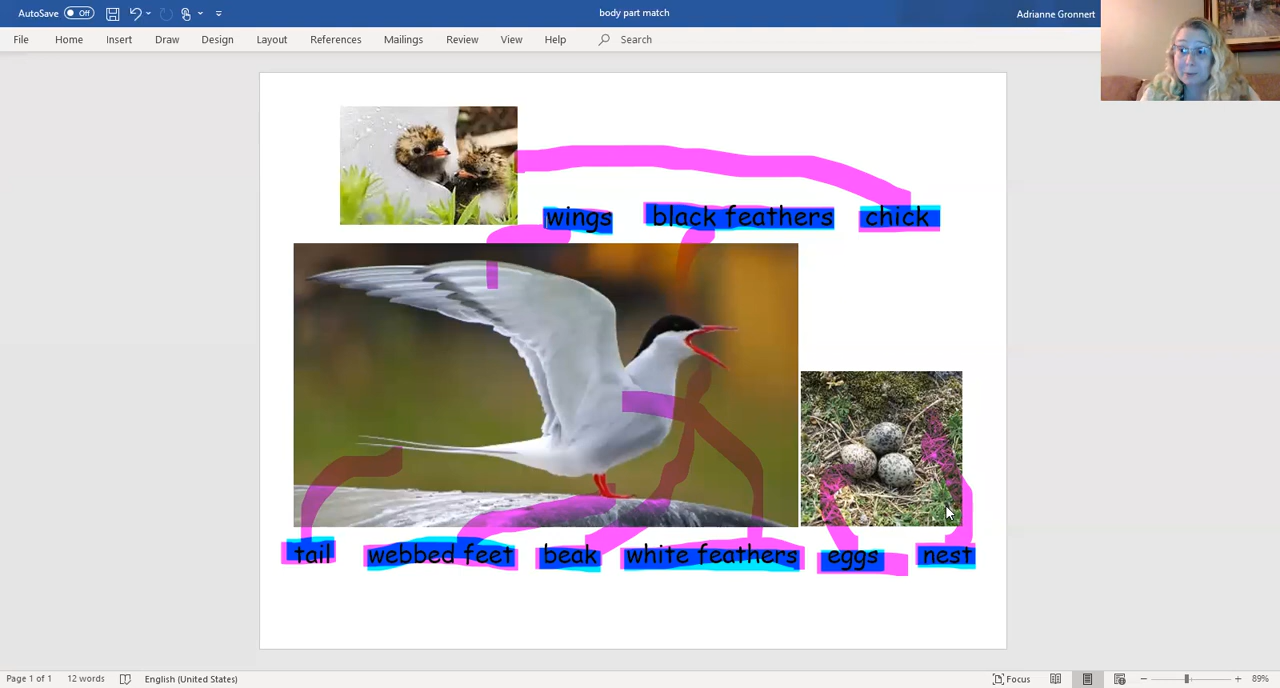 AutoSave Off
body part match
Adrianne Gronnert
File Home Insert Draw Design Layout References Mailings Review View Help Search
wings black feathers chick
tail webbed feet beak white feathers eggs nest
Page 1 of 1 12 words English (United States) Focus 89%